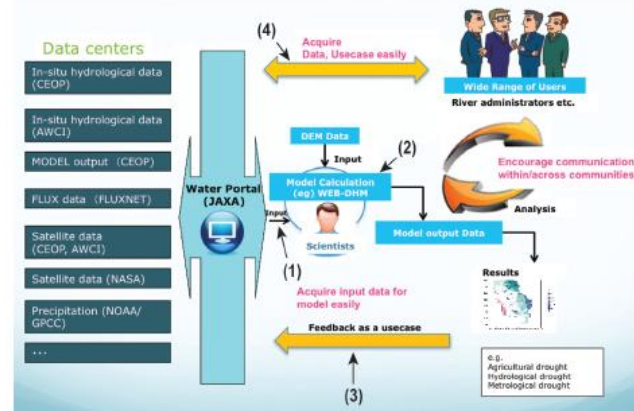 Data centers
In-situ hydrological data
(CEOP)
In-situ hydrological data
(AWCI)
MODEL output (CEOP)
FLUX data (FLUXNET)
Satellite data
(CEOP, AWCI)
Satellite data (NASA)
Precipitation (NOAA/
GPCC)
...
Water Portal
(JAXA)
(4)
Acquire
Data, Usecase easily
Wide Range of Users
River administrators etc.
DEM Data
Input
(2)
Model Calculation
(eg) WEB-DHM
Input
Scientists
(1)
Encourage communication
within/across communities
Analysis
Model output Data
Results
Acquire input data for
model easily
Feedback as a usecase
(3)
e.g.
Agricultural drought
Hydrological drought
Metrological drought